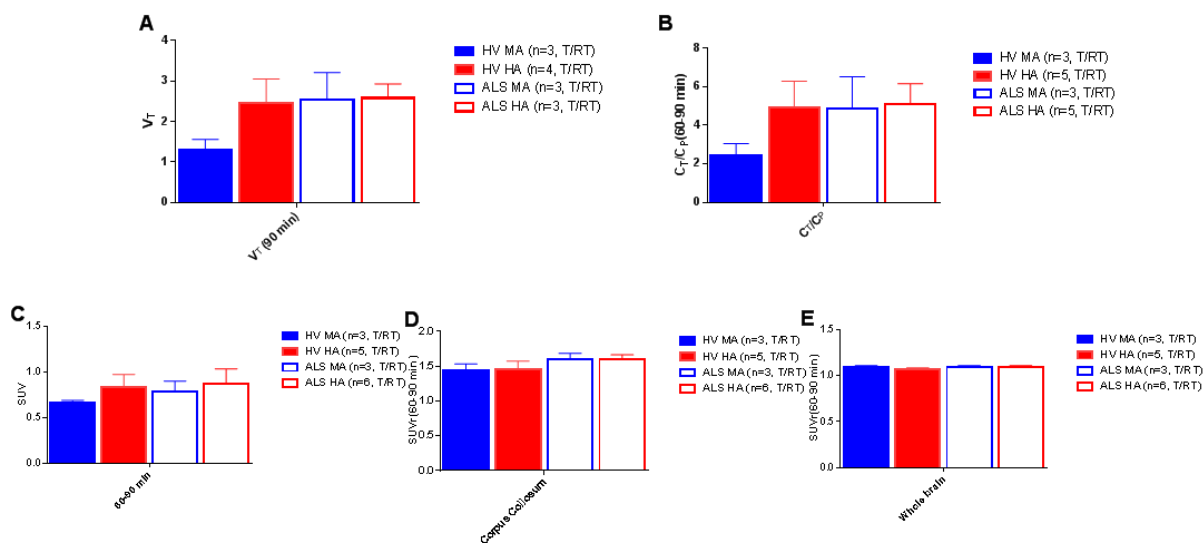 A
V_T
4
3
2
1
0
V_T (90 min)
HV MA (n=3, T/RT)
HV HA (n=4, T/RT)
ALS MA (n=3, T/RT)
ALS HA (n=3, T/RT)
B
C_T/C_P(60-90 min)
8
6
4
2
0
C_T/C_P
HV MA (n=3, T/RT)
HV HA (n=5, T/RT)
ALS MA (n=3, T/RT)
ALS HA (n=5, T/RT)
C
SUV
1.5
1.0
0.5
0.0
60-90 min
HV MA (n=3, T/RT)
HV HA (n=5, T/RT)
ALS MA (n=3, T/RT)
ALS HA (n=6, T/RT)
D
SUVr(60-90 min)
2.0
1.5
1.0
0.5
0.0
Corpus Collosum
HV MA (n=3, T/RT)
HV HA (n=5, T/RT)
ALS MA (n=3, T/RT)
ALS HA (n=6, T/RT)
E
SUVr(60-90 min)
1.5
1.0
0.5
0.0
Whole brain
HV MA (n=3, T/RT)
HV HA (n=5, T/RT)
ALS MA (n=3, T/RT)
ALS HA (n=6, T/RT)